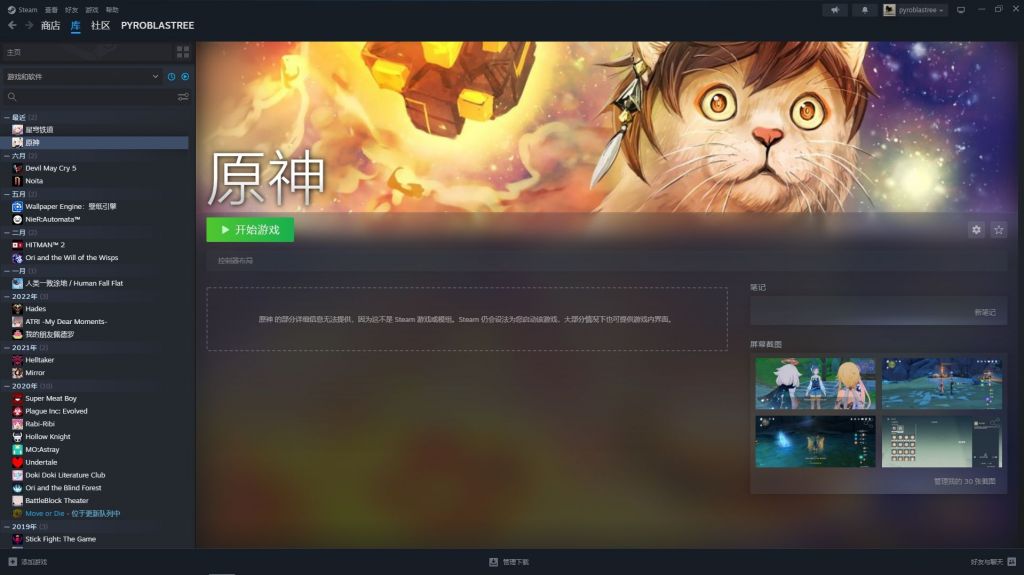 Steam 查看 好友 游戏 帮助
pyroblastree
商店 库 社区 PYROBLASTREE
主页
游戏和软件
最近 (2)
星穹铁道
原神
六月 (2)
Devil May Cry 5
Noita
五月 (2)
Wallpaper Engine：壁纸引擎
NieR:Automata™
二月 (2)
HITMAN™ 2
Ori and the Will of the Wisps
一月 (1)
人类一败涂地 / Human Fall Flat
2022年 (3)
Hades
ATRI -My Dear Moments-
我的朋友佩德罗
2021年 (2)
Helltaker
Mirror
2020年 (10)
Super Meat Boy
Plague Inc: Evolved
Rabi-Ribi
Hollow Knight
MO:Astray
Undertale
Doki Doki Literature Club
Ori and the Blind Forest
BattleBlock Theater
Move or Die - 位于更新队列中
2019年 (3)
Stick Fight: The Game
添加游戏
原神
开始游戏
控制器布局
原神 的部分详细信息无法提供，因为这不是 Steam 游戏或模组。Steam 仍会设法为您启动该游戏，大部分情况下也可提供游戏内界面。
笔记
新笔记
屏幕截图
管理我的 30 张截图
管理下载
好友与聊天